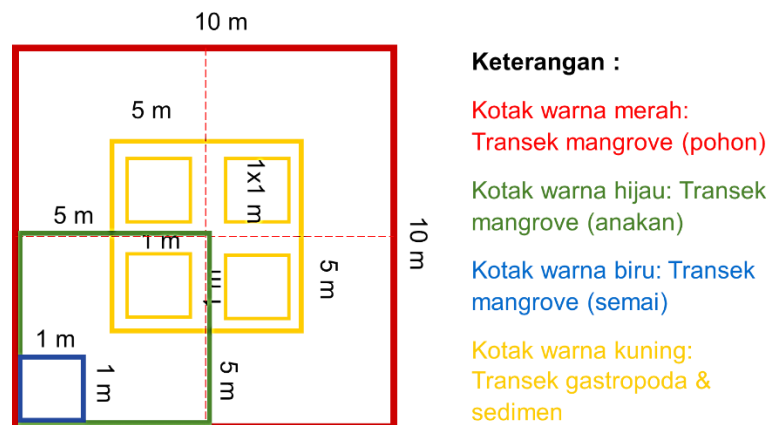 10 m
5 m
1x1 m
5 m
1 m
10 m
5 m
1 m
1 m
5 m
Keterangan :
Kotak warna merah:
Transek mangrove (pohon)
Kotak warna hijau: Transek
mangrove (anakan)
Kotak warna biru: Transek
mangrove (semai)
Kotak warna kuning:
Transek gastropoda &
sedimen